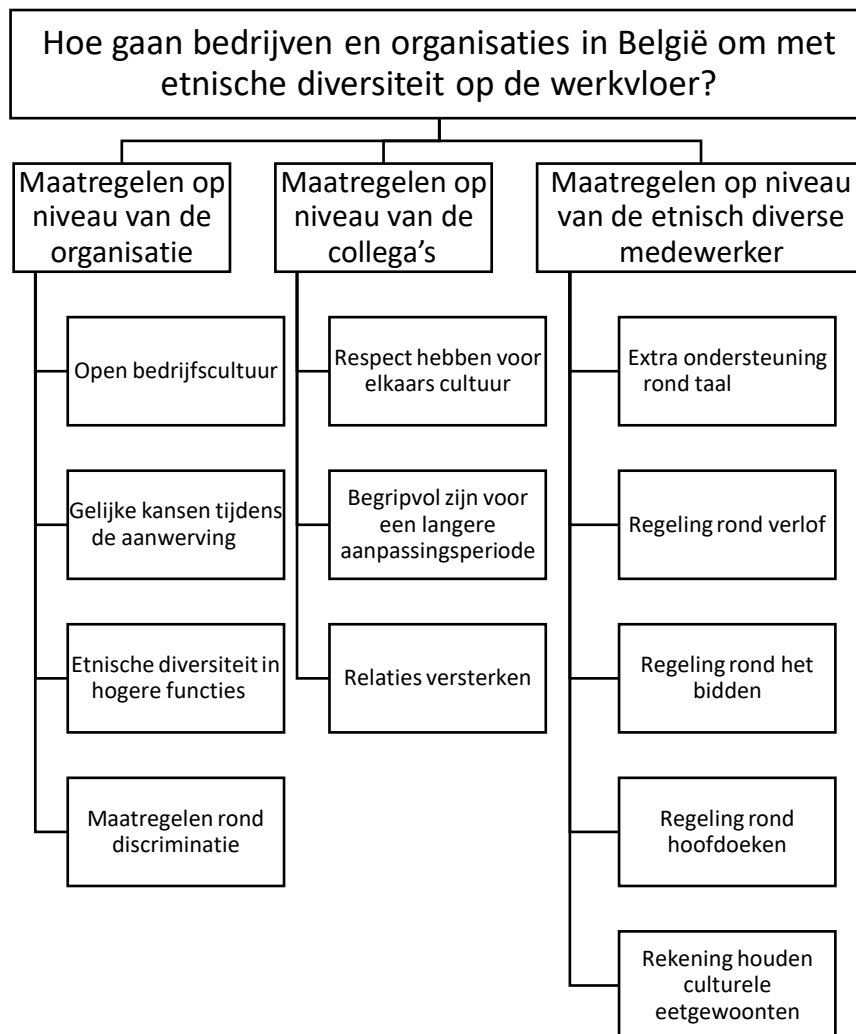 Hoe gaan bedrijven en organisaties in België om met
etnische diversiteit op de werkvloer?
Maatregelen op
niveau van de
organisatie
Open bedrijfscultuur
Gelijke kansen tijdens
de aanwerving
Etnische diversiteit in
hogere functies
Maatregelen rond
discriminatie
Maatregelen op
niveau van de
collega's
Respect hebben voor
elkaars cultuur
Begripvol zijn voor
een langere
aanpassingsperiode
Relaties versterken
Maatregelen op niveau
van de etnisch diverse
medewerker
Extra ondersteuning
rond taal
Regeling rond verlof
Regeling rond het
bidden
Regeling rond
hoofdoeken
Rekening houden
culturele
eetgewoonten